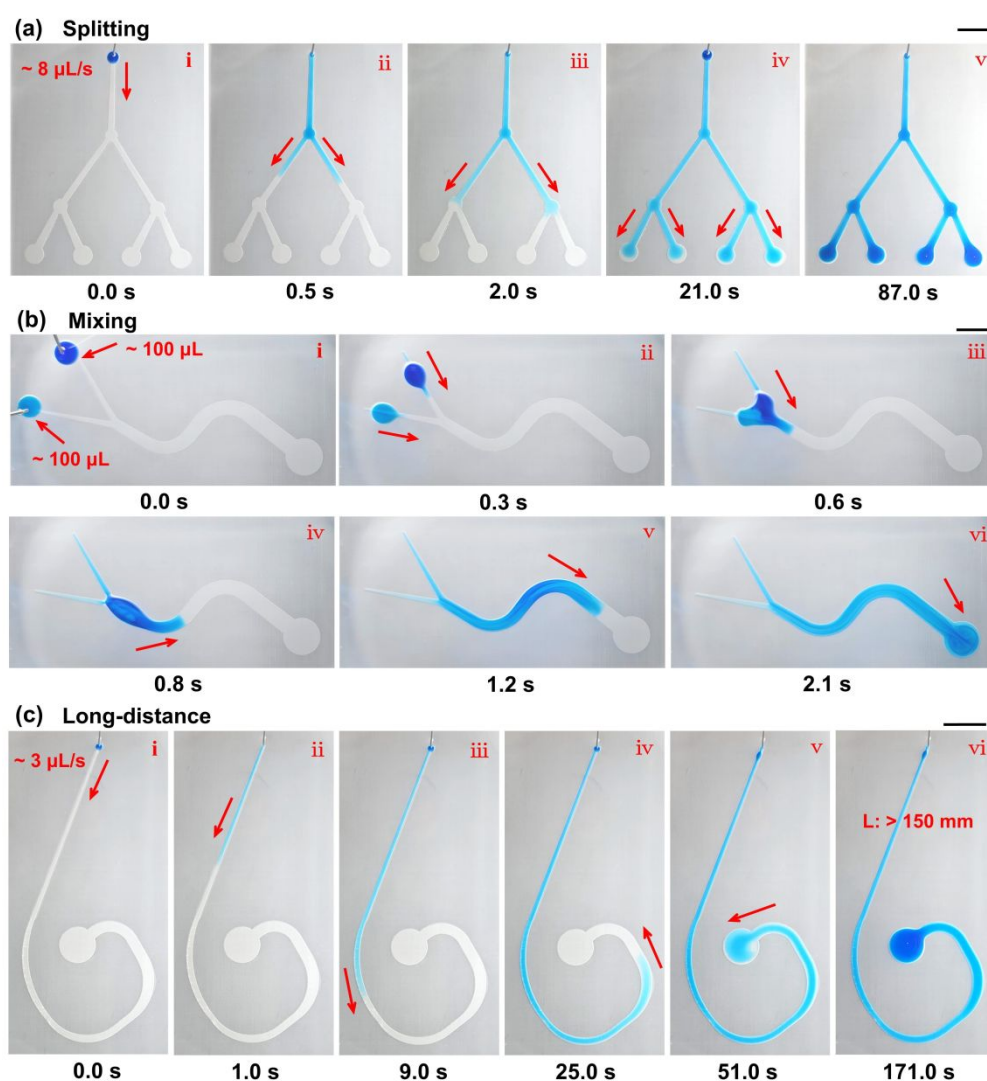 (a) Splitting
~ 8 µL/s
i
ii
iii
iv
v
0.0 s
0.5 s
2.0 s
21.0 s
87.0 s
(b) Mixing
~ 100 µL
~ 100 µL
i
ii
iii
0.0 s
0.3 s
0.6 s
iv
v
vi
0.8 s
1.2 s
2.1 s
(c) Long-distance
~ 3 µL/s
i
ii
iii
iv
v
vi
L: > 150 mm
0.0 s
1.0 s
9.0 s
25.0 s
51.0 s
171.0 s